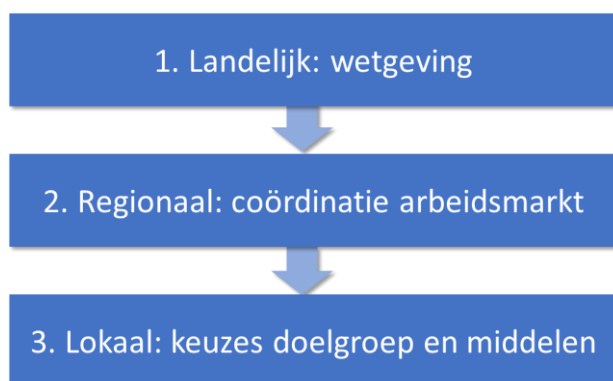 1. Landelijk: wetgeving
2. Regionaal: coördinatie arbeidsmarkt
3. Lokaal: keuzes doelgroep en middelen